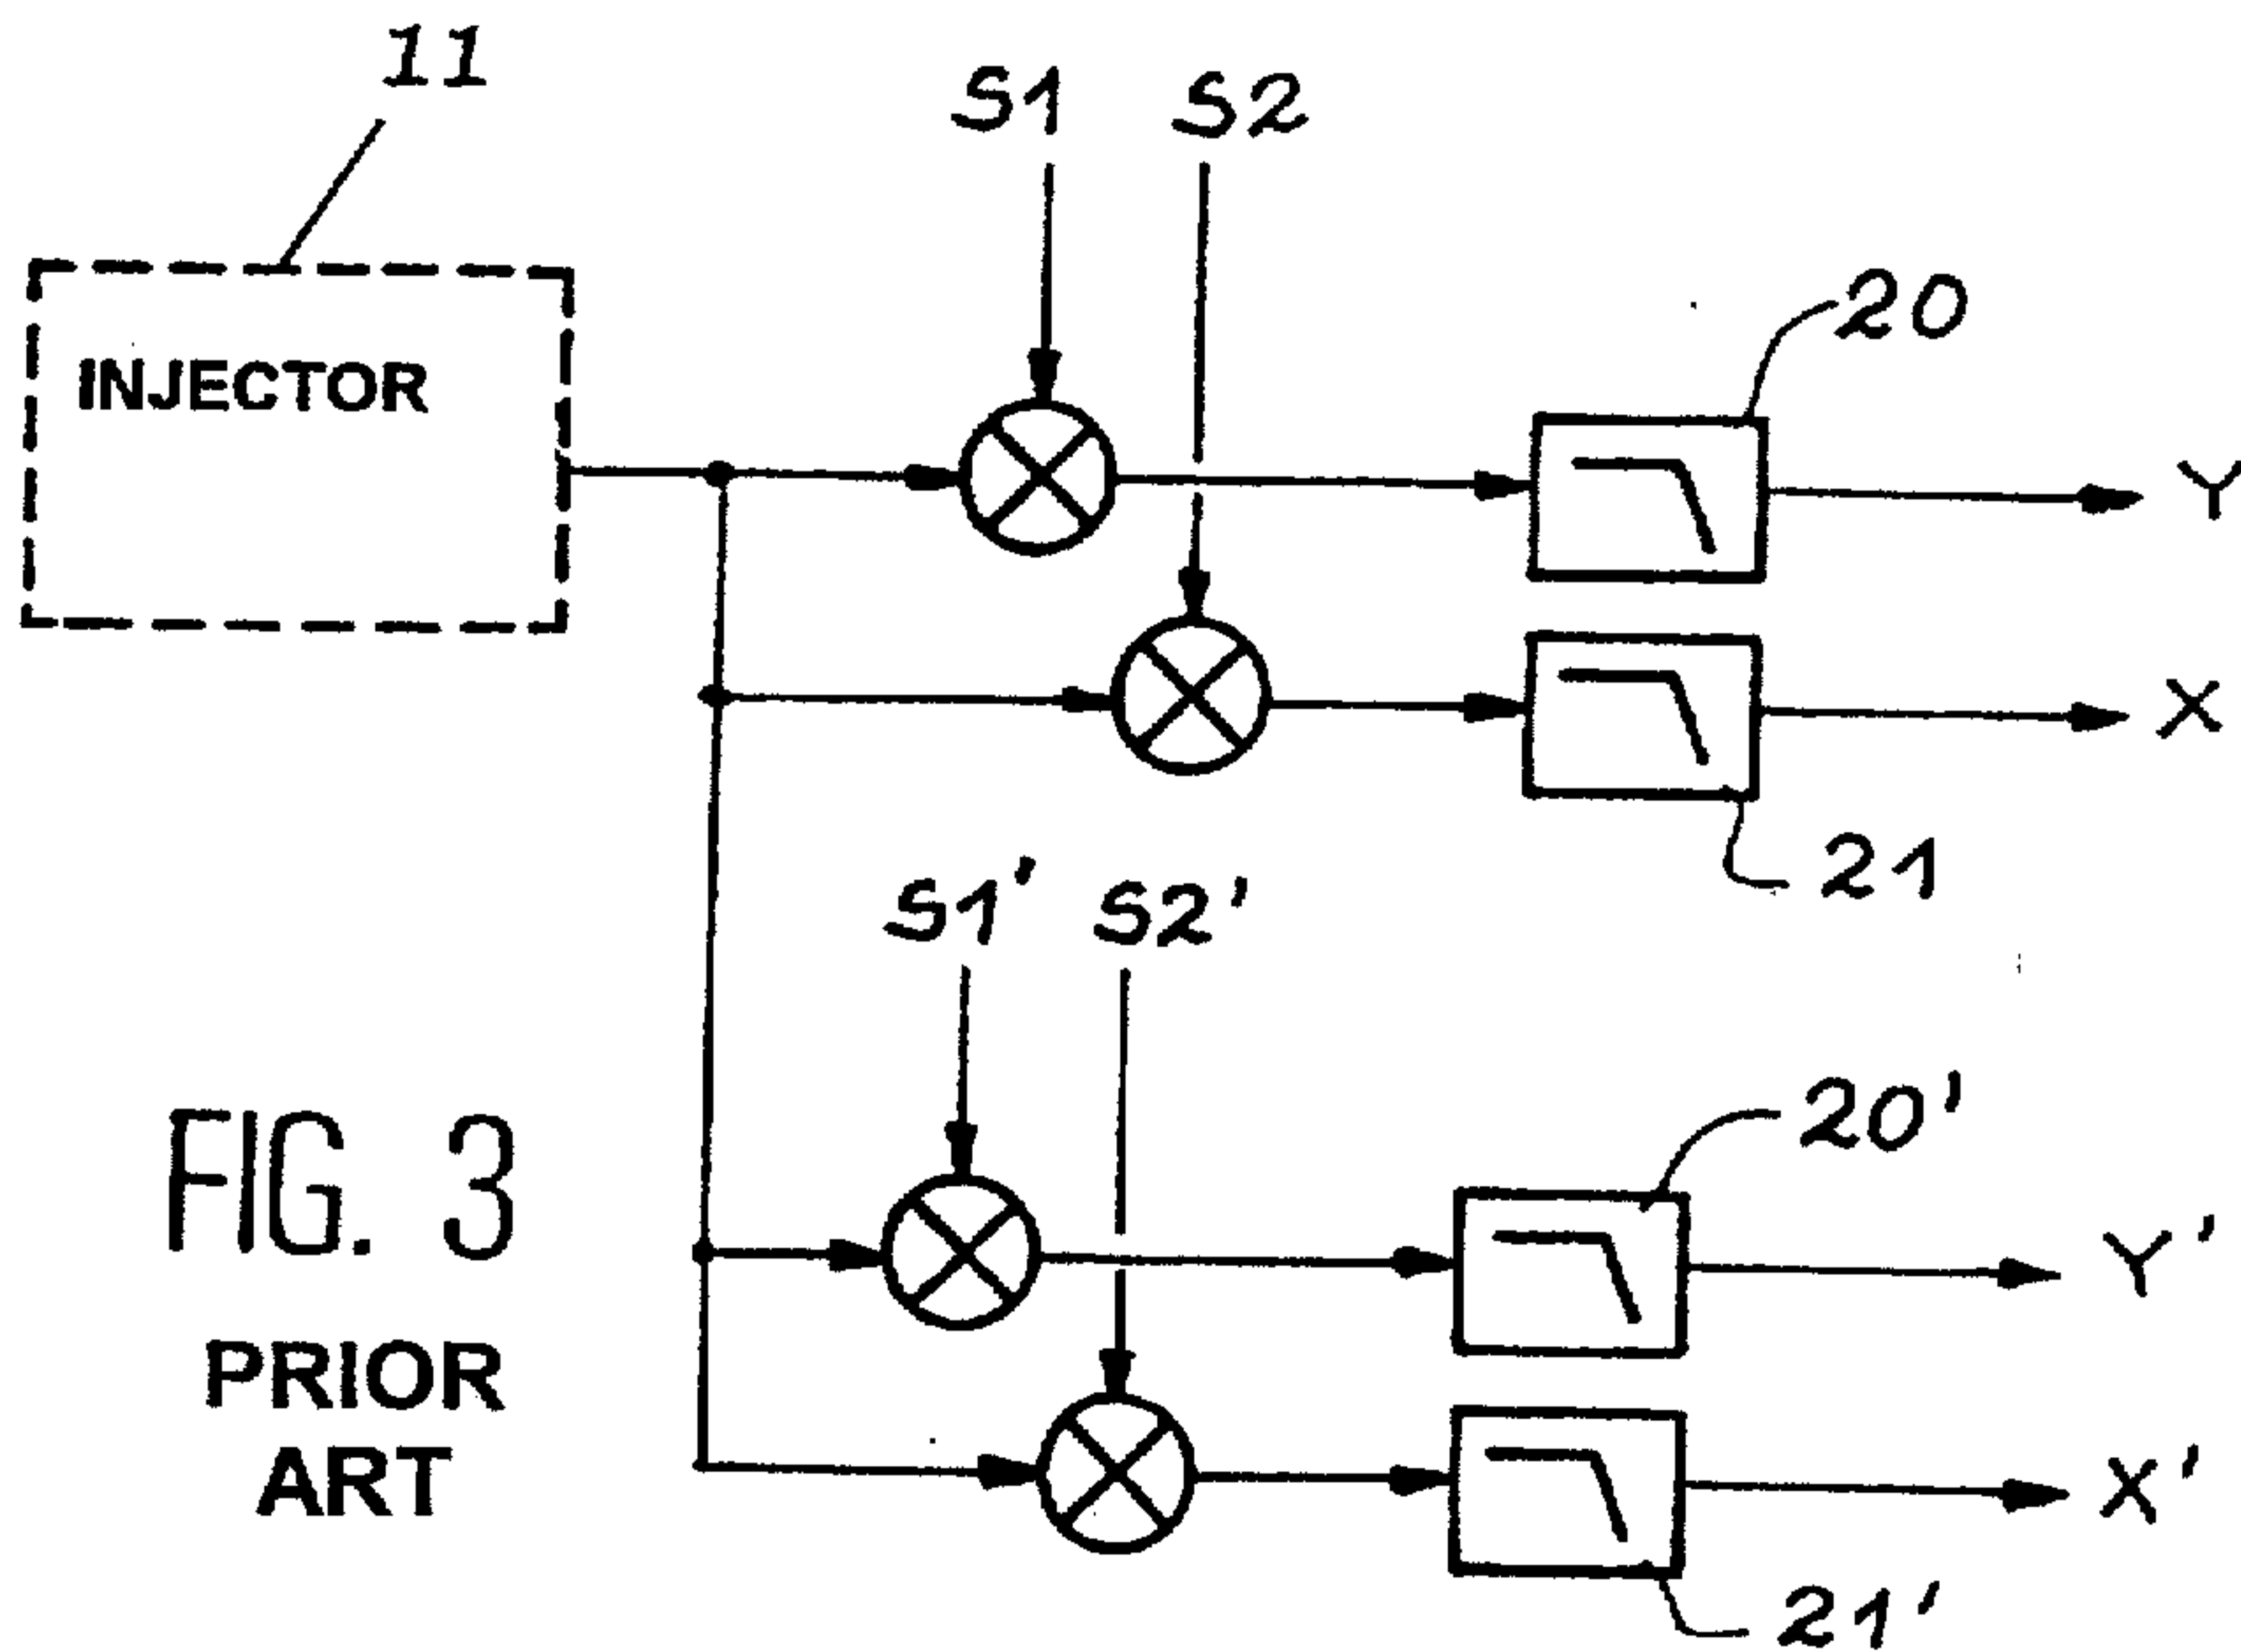 11
S1 S2
INJECTOR
20
Y
X
21
S1' S2'
20'
FIG. 3
Y'
PRIOR
ART
X'
21'